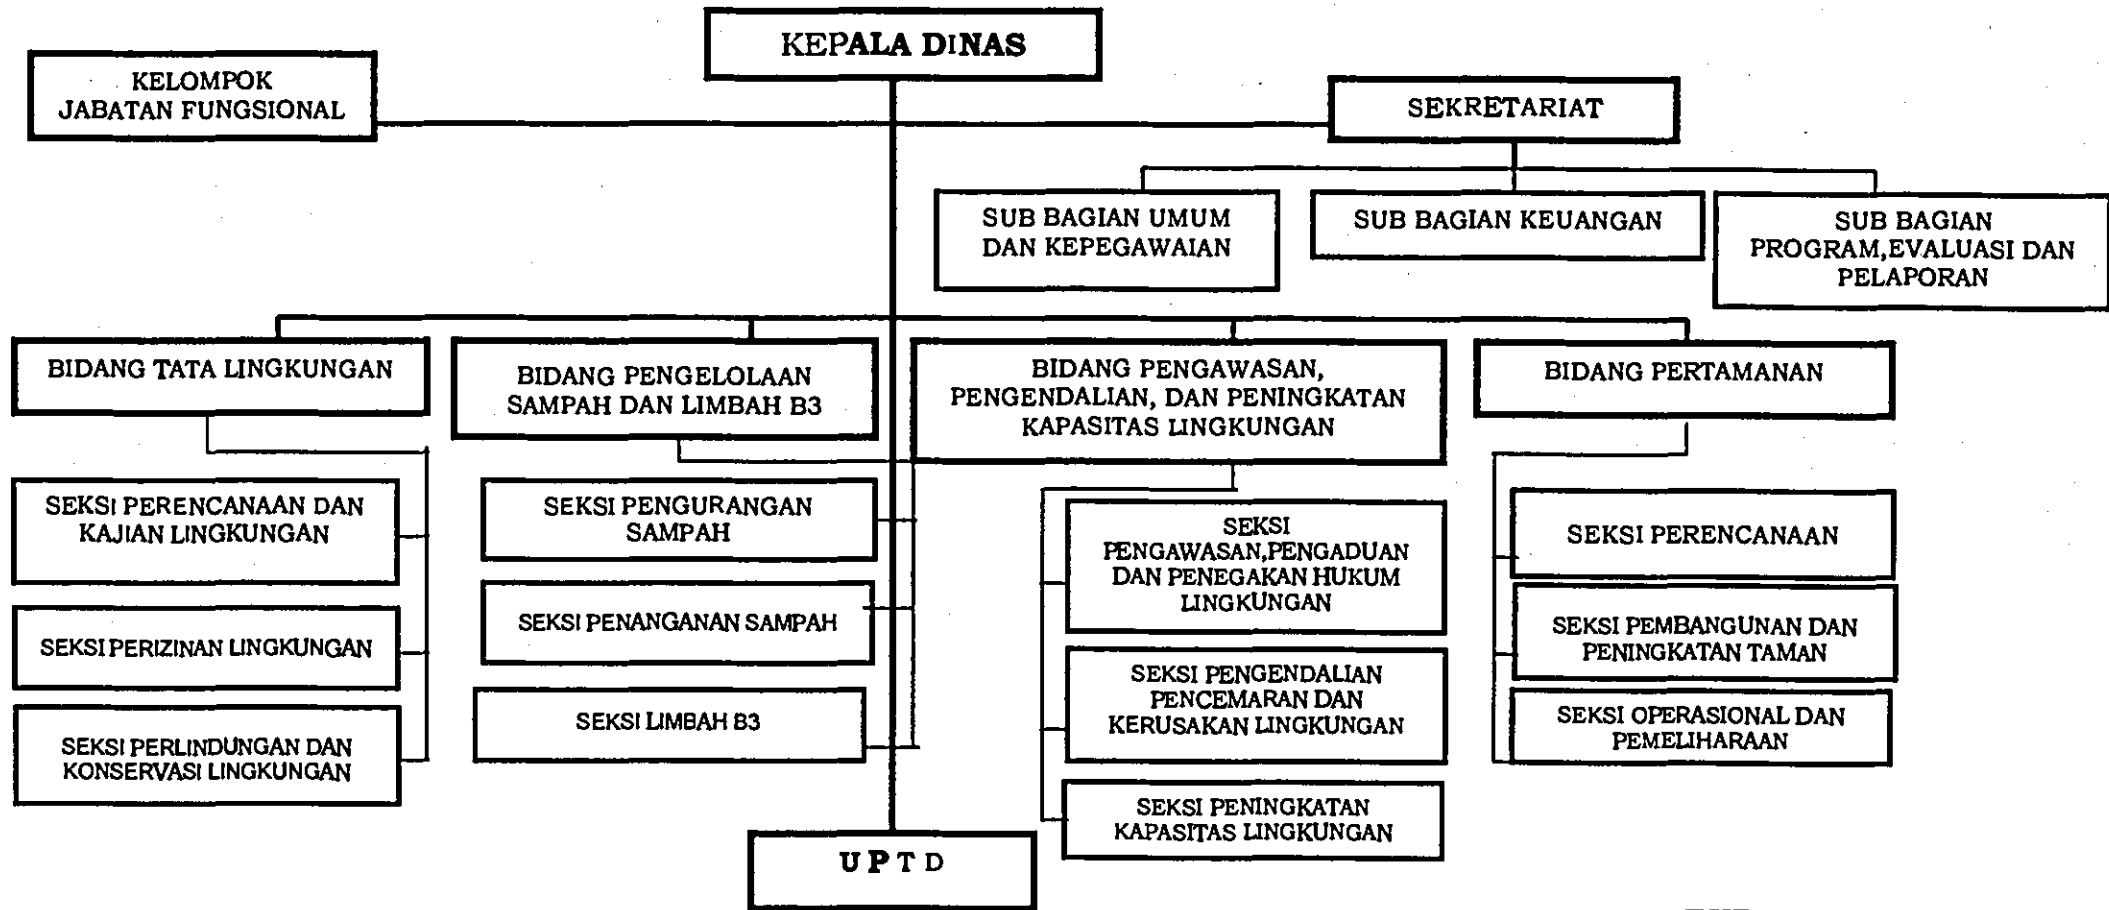 KEPALA DINAS
KELOMPOK
JABATAN FUNGSIONAL
SEKRETARIAT
SUB BAGIAN UMUM
DAN KEPEGAWAIAN
SUB BAGIAN KEUANGAN
SUB BAGIAN
PROGRAM,EVALUASI DAN
PELAPORAN
BIDANG TATA LINGKUNGAN
BIDANG PENGELOLAAN
SAMPAH DAN LIMBAH B3
BIDANG PENGAWASAN,
PENGENDALIAN, DAN PENINGKATAN
KAPASITAS LINGKUNGAN
BIDANG PERTAMANAN
SEKSI PERENCANAAN DAN
KAJIAN LINGKUNGAN
SEKSI PERIZINAN LINGKUNGAN
SEKSI PERLINDUNGAN DAN
KONSERVASI LINGKUNGAN
SEKSI PENGURANGAN
SAMPAH
SEKSI PENANGANAN SAMPAH
SEKSI LIMBAH B3
SEKSI
PENGAWASAN,PENGADUAN
DAN PENEGAKAN HUKUM
LINGKUNGAN
SEKSI PENGENDALIAN
PENCEMARAN DAN
KERUSAKAN LINGKUNGAN
SEKSI PENINGKATAN
KAPASITAS LINGKUNGAN
SEKSI PERENCANAAN
SEKSI PEMBANGUNAN DAN
PENINGKATAN TAMAN
SEKSI OPERASIONAL DAN
PEMELIHARAAN
U P T D